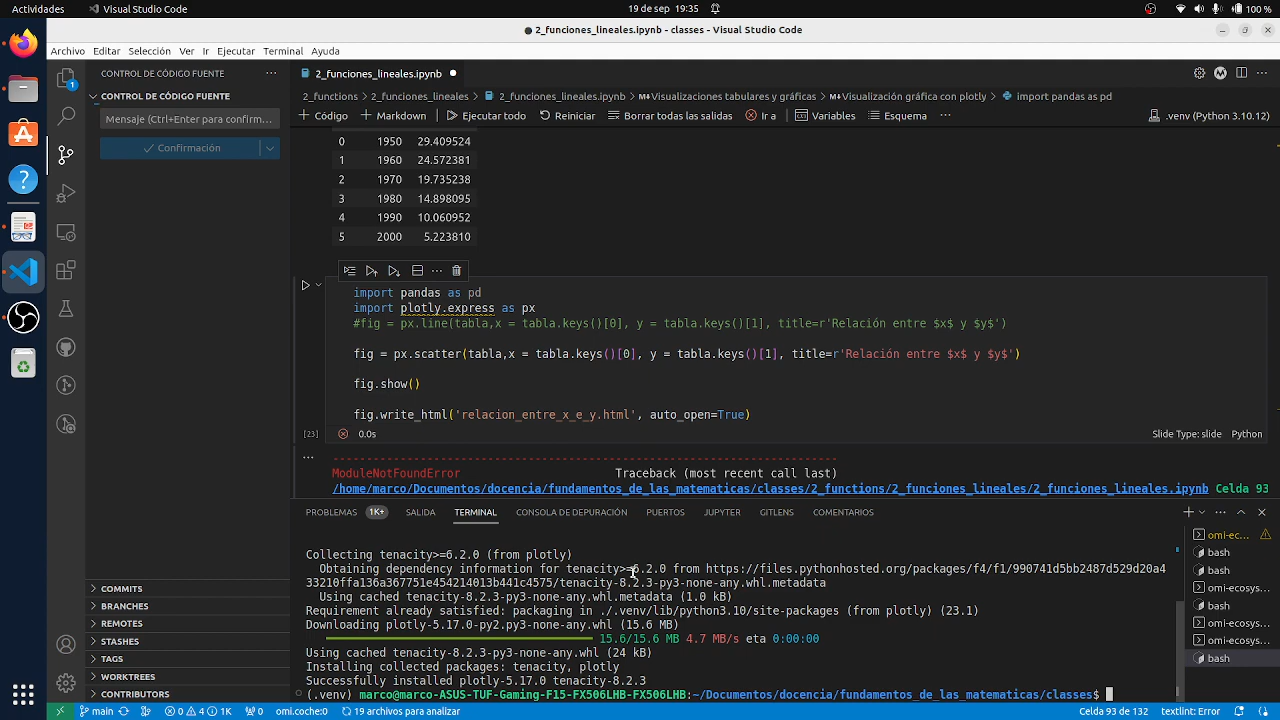 Actividades
Visual Studio Code
19 de sep 19:35
100 %
2_funciones_lineales.ipynb - classes - Visual Studio Code
Archivo Editar Selección Ver Ir Ejecutar Terminal Ayuda
CONTROL DE CÓDIGO FUENTE
2_funciones_lineales.ipynb
CONTROL DE CÓDIGO FUENTE
2_functions > 2_funciones_lineales > 2_funciones_lineales.ipynb > Visualizaciones tabulares y gráficas > Visualización gráfica con plotly > import pandas as pd
Mensaje (Ctrl+Enter para confirm...
Código Markdown Ejecutar todo Reiniciar Borrar todas las salidas Ir a Variables Esquema ... .venv (Python 3.10.12)
Confirmación
0 1950 29.409524
1 1960 24.572381
2 1970 19.735238
3 1980 14.898095
4 1990 10.060952
5 2000 5.223810
import pandas as pd
import plotly.express as px
#fig = px.line(tabla,x = tabla.keys()[0], y = tabla.keys()[1], title=r'Relación entre $x$ y $y$')
fig = px.scatter(tabla,x = tabla.keys()[0], y = tabla.keys()[1], title=r'Relación entre $x$ y $y$')
fig.show()
fig.write_html('relacion_entre_x_e_y.html', auto_open=True)
[23] 0.0s Slide Type: slide Python
--------------------------------------------------------------------------
ModuleNotFoundError Traceback (most recent call last)
/home/marco/Documentos/docencia/fundamentos_de_las_matematicas/classes/2_functions/2_funciones_lineales/2_funciones_lineales.ipynb Celda 93
PROBLEMAS 1K+ SALIDA TERMINAL CONSOLA DE DEPURACIÓN PUERTOS JUPYTER GITLENS COMENTARIOS
Collecting tenacity>=6.2.0 (from plotly)
Obtaining dependency information for tenacity>=6.2.0 from https://files.pythonhosted.org/packages/f4/f1/990741d5bb2487d529d20a4
33210ffa136a367751e454214013b441c4575/tenacity-8.2.3-py3-none-any.whl.metadata
Using cached tenacity-8.2.3-py3-none-any.whl.metadata (1.0 kB)
Requirement already satisfied: packaging in ./.venv/lib/python3.10/site-packages (from plotly) (23.1)
Downloading plotly-5.17.0-py2.py3-none-any.whl (15.6 MB)
15.6/15.6 MB 4.7 MB/s eta 0:00:00
Using cached tenacity-8.2.3-py3-none-any.whl (24 kB)
Installing collected packages: tenacity, plotly
Successfully installed plotly-5.17.0 tenacity-8.2.3
(.venv) marco@marco-ASUS-TUF-Gaming-F15-FX506LHB-FX506LHB:~/Documentos/docencia/fundamentos_de_las_matematicas/classes$
omi-ec...
bash
bash
omi-ecosys...
bash
omi-ecosys...
omi-ecosys...
bash
COMMITS
BRANCHES
REMOTES
STASHES
TAGS
WORKTREES
CONTRIBUTORS
main 0 4 1K 0 omi.coche:0 19 archivos para analizar Celda 93 de 132 textlint: Error